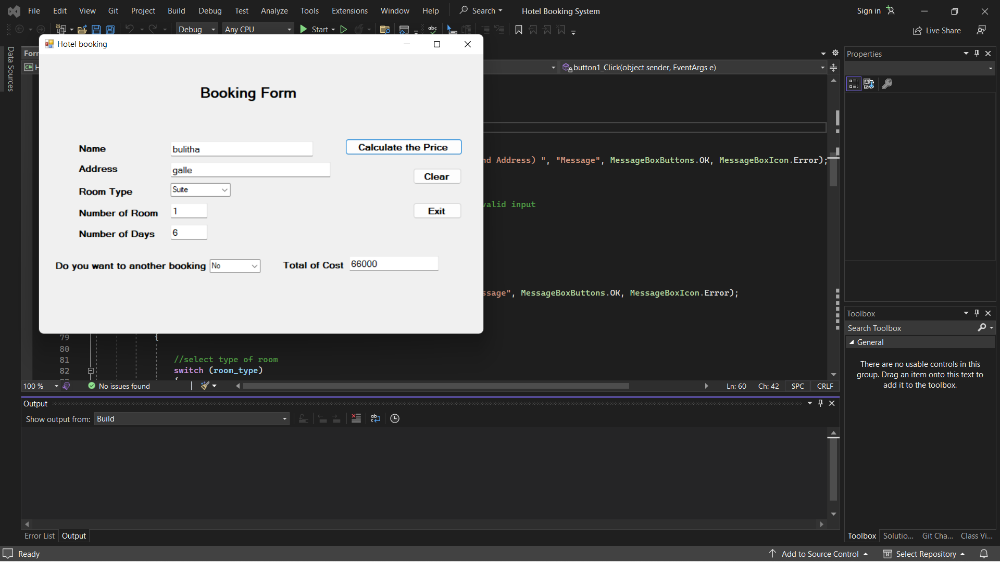 File Edit View Git Project Build Debug Test Analyze Tools Extensions Window Help Search Hotel Booking System Sign in
Debug Any CPU Start Live Share
Data Sources
Hotel booking
button1_Click(object sender, EventArgs e)
Booking Form
Name bulitha Calculate the Price
Address galle Clear
Room Type Suite
Number of Room 1 Exit
Number of Days 6
Do you want to another booking No Total of Cost 66000
nd Address) ", "Message", MessageBoxButtons.OK, MessageBoxIcon.Error);
valid input
ssage", MessageBoxButtons.OK, MessageBoxIcon.Error);
79 {
80
81 //select type of room
82 switch (room_type)
100 % No issues found Ln: 60 Ch: 42 SPC CRLF
Output
Show output from: Build
Error List Output
Properties
Toolbox
Search Toolbox
General
There are no usable controls in this
group. Drag an item onto this text to
add it to the toolbox.
Toolbox Solutio... Git Cha... Class Vi...
Ready Add to Source Control Select Repository